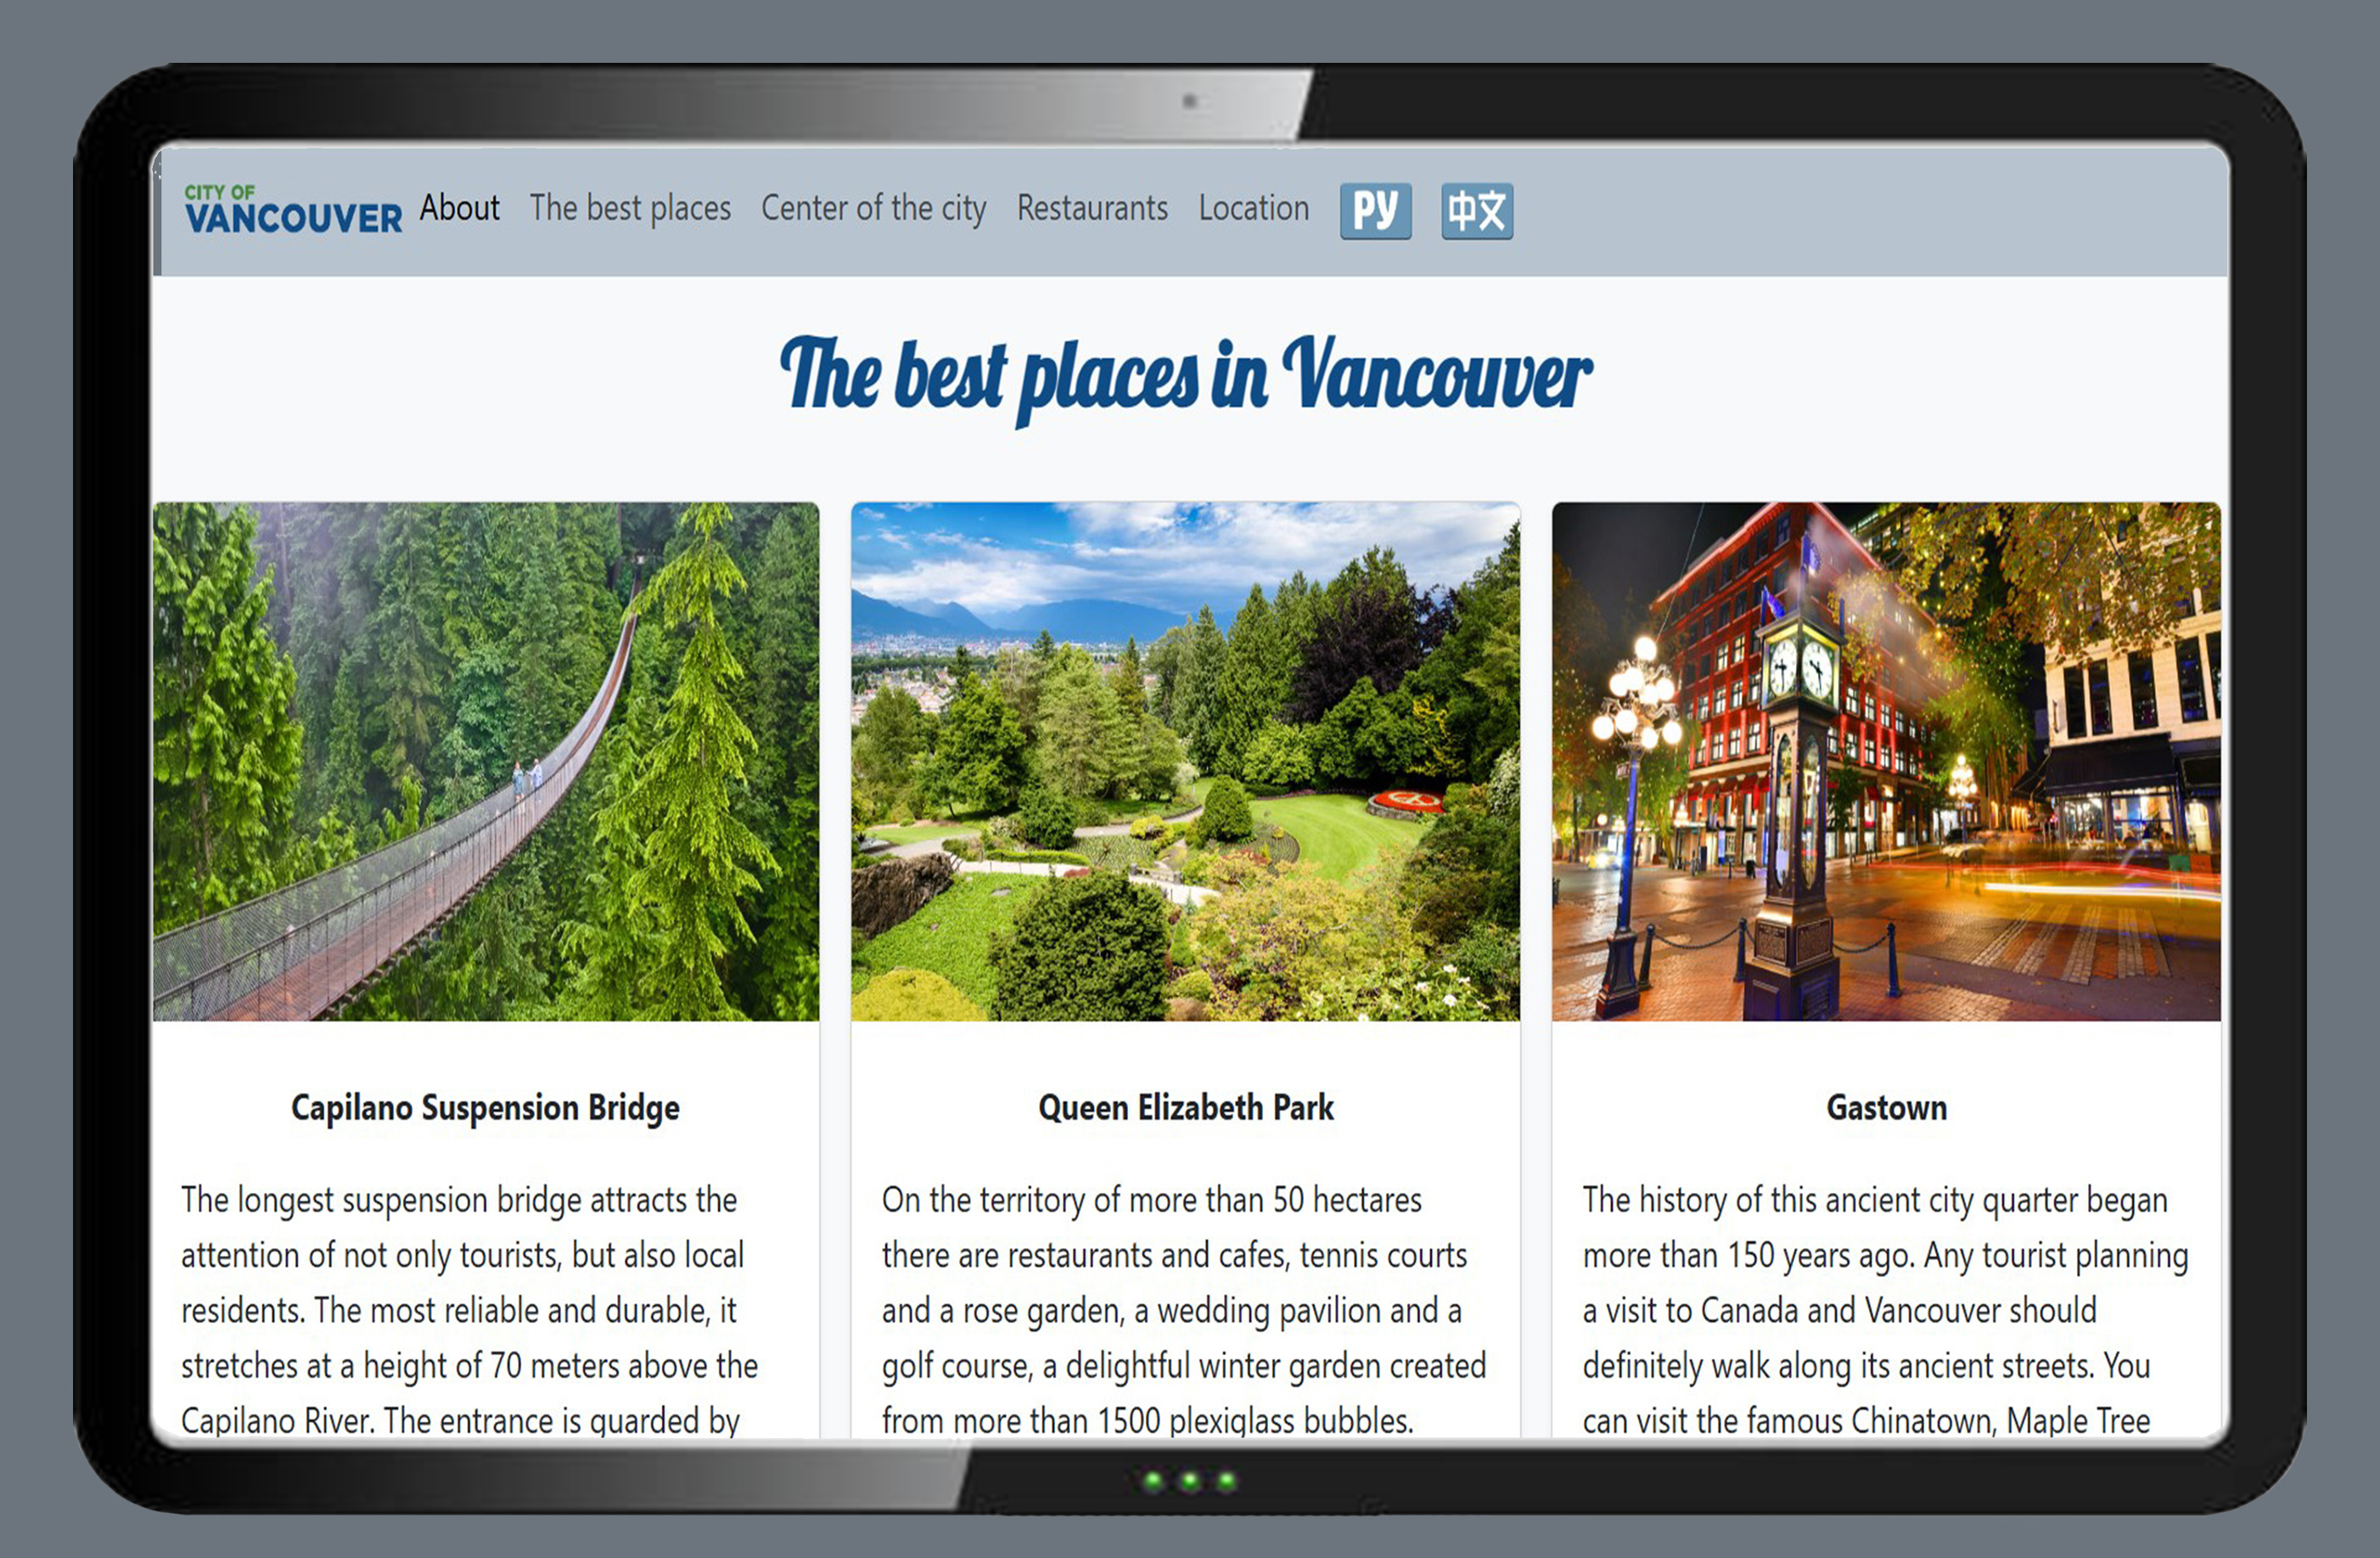 CITY OF
VANCOUVER
About
The best places
Center of the city
Restaurants
Location
РУ
中文
The best places in Vancouver
Capilano Suspension Bridge
The longest suspension bridge attracts the
attention of not only tourists, but also local
residents. The most reliable and durable, it
stretches at a height of 70 meters above the
Capilano River. The entrance is guarded by
Queen Elizabeth Park
On the territory of more than 50 hectares
there are restaurants and cafes, tennis courts
and a rose garden, a wedding pavilion and a
golf course, a delightful winter garden created
from more than 1500 plexiglass bubbles.
Gastown
The history of this ancient city quarter began
more than 150 years ago. Any tourist planning
a visit to Canada and Vancouver should
definitely walk along its ancient streets. You
can visit the famous Chinatown, Maple Tree